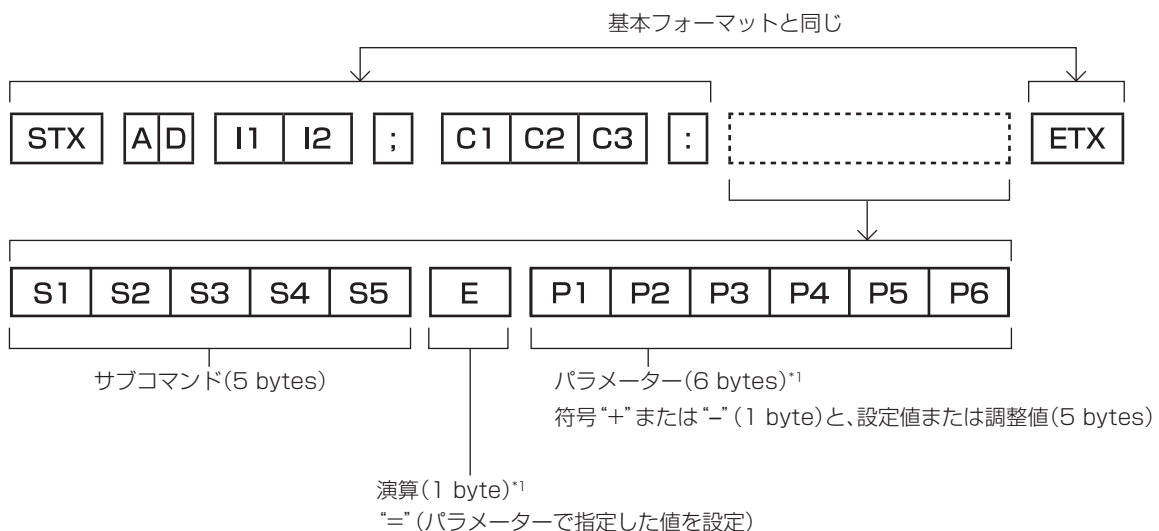 基本フォーマットと同じ
STX AD I1 I2 ; C1 C2 C3 : ETX
S1 S2 S3 S4 S5 E P1 P2 P3 P4 P5 P6
サブコマンド(5 bytes)
パラメーター(6 bytes)*1
符号“+”または“−”(1 byte)と、設定値または調整値(5 bytes)
演算(1 byte)*1
“=”(パラメーターで指定した値を設定)